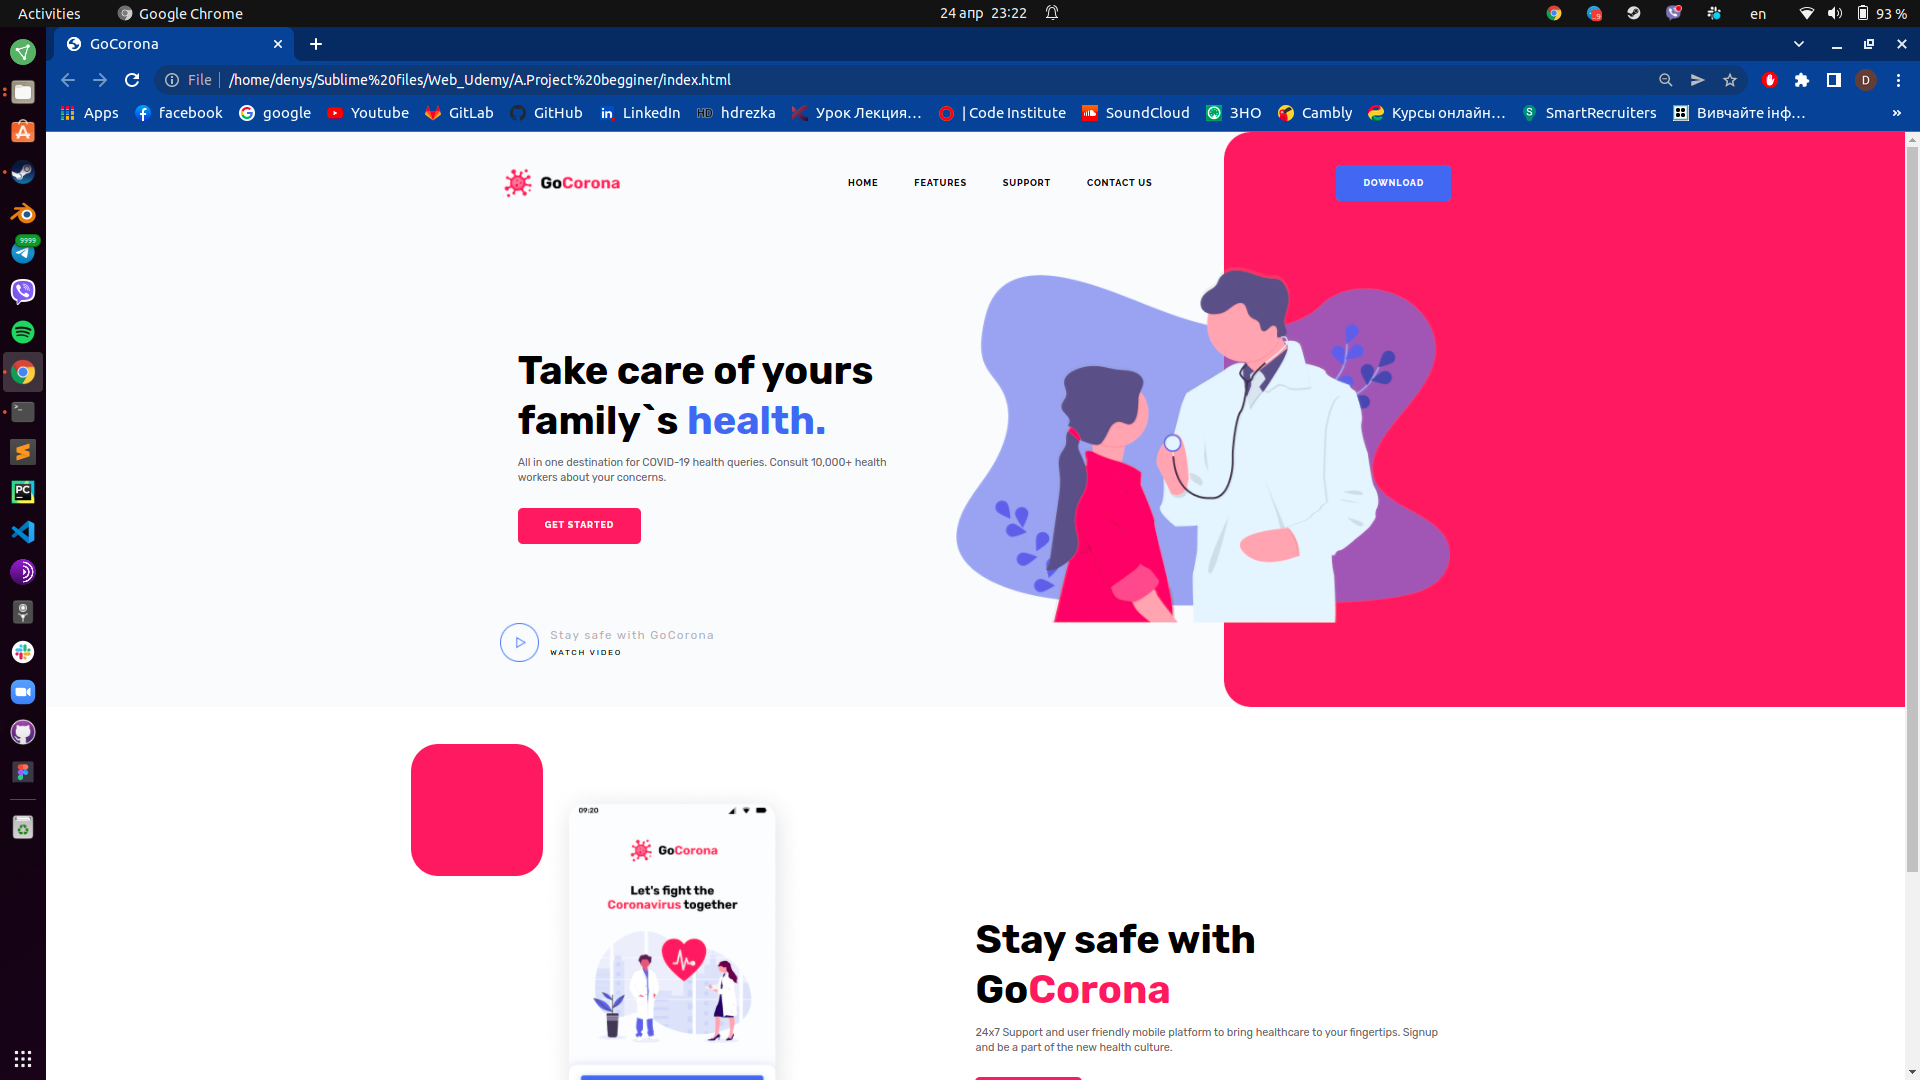 Activities
Google Chrome
24 апр 23:22
en
93 %
GoCorona
File
/home/denys/Sublime%20files/Web_Udemy/A.Project%20begginer/index.html
D
Apps
facebook
google
Youtube
GitLab
GitHub
LinkedIn
HD hdrezka
Урок Лекция…
| Code Institute
SoundCloud
ЗНО
Cambly
Курсы онлайн…
SmartRecruiters
Вивчайте інф…
»
9999
GoCorona
HOME
FEATURES
SUPPORT
CONTACT US
DOWNLOAD
Take care of yours
family`s health.
All in one destination for COVID-19 health queries. Consult 10,000+ health
workers about your concerns.
GET STARTED
Stay safe with GoCorona
WATCH VIDEO
09:20
GoCorona
Let's fight the
Coronavirus together
Stay safe with
GoCorona
24x7 Support and user friendly mobile platform to bring healthcare to your fingertips. Signup
and be a part of the new health culture.